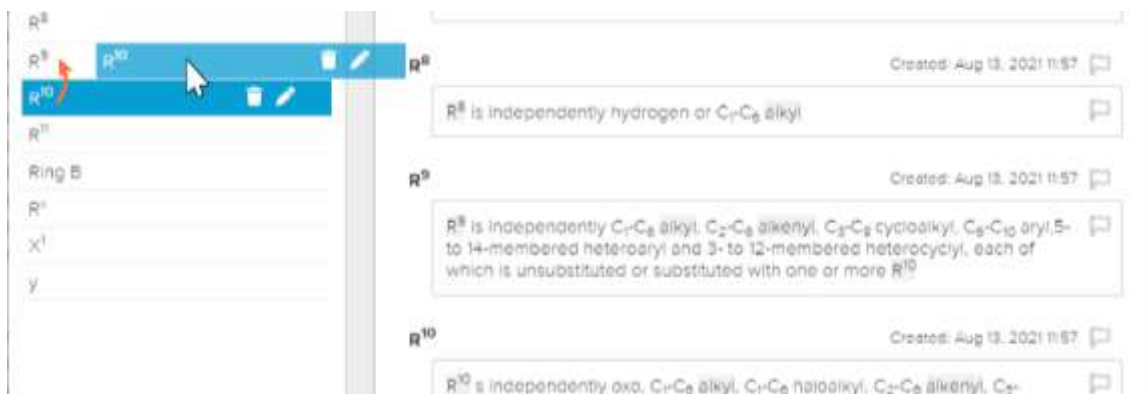 R⁸
R⁹
R¹⁰
R¹⁰
R¹¹
Ring B
X¹
y
R⁸
Created: Aug 13, 2021 11:57
R⁸ is independently hydrogen or C₁-C₆ alkyl
R⁹
Created: Aug 13, 2021 11:57
R⁹ is independently C₁-C₆ alkyl, C₂-C₆ alkenyl, C₃-C₈ cycloalkyl, C₆-C₁₀ aryl,5-
to 14-membered heteroaryl and 3- to 12-membered heterocyclyl, each of
which is unsubstituted or substituted with one or more R¹⁰
R¹⁰
Created: Aug 13, 2021 11:57
R¹⁰ s independently oxo, C₁-C₆ alkyl, C₁-C₆ haloalkyl, C₂-C₆ alkenyl,